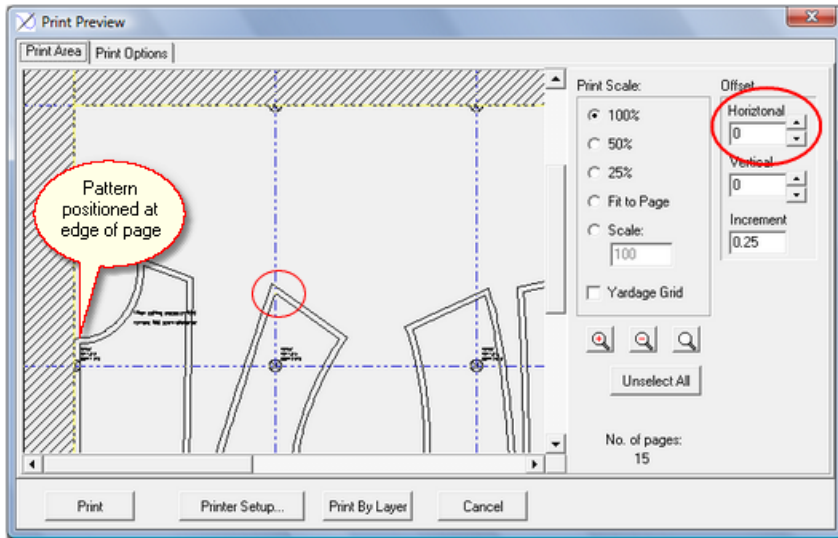 Print Preview
Print Area
Print Options
Pattern
positioned at
edge of page
Print Scale:
100%
50%
25%
Fit to Page
Scale:
100
Yardage Grid
Offset
Horiztonal
0
Vertical
0
Increment
0.25
Unselect All
No. of pages:
15
Print
Printer Setup...
Print By Layer
Cancel